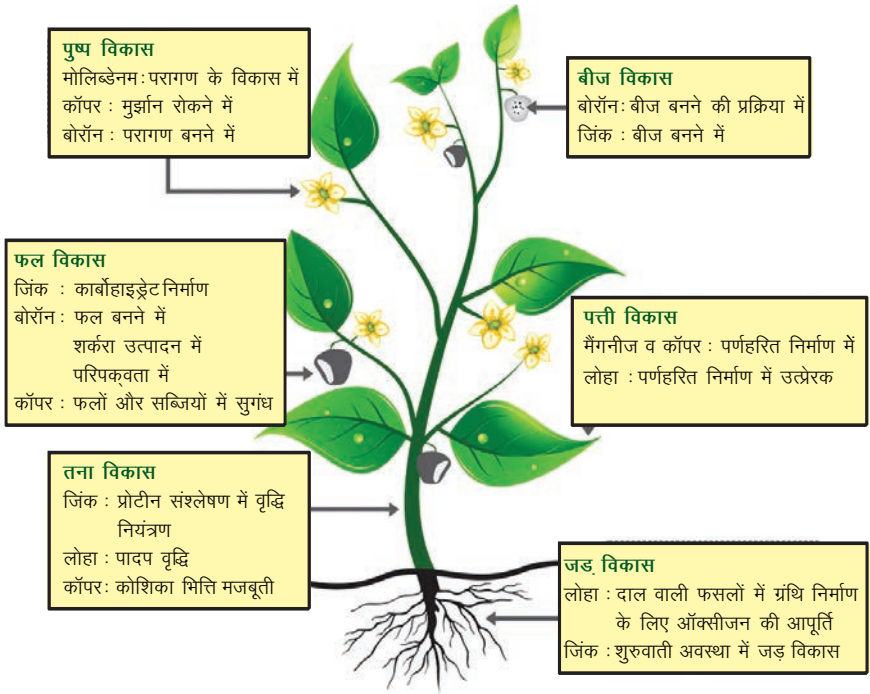 पुष्प विकास
मोलिब्डेनम : परागण के विकास में
कॉपर : मुर्झान रोकने में
बोरॉन : परागण बनने में
बीज विकास
बोरॉन : बीज बनने की प्रक्रिया में
जिंक : बीज बनने में
फल विकास
जिंक : कार्बोहाइड्रेट निर्माण
बोरॉन : फल बनने में
शर्करा उत्पादन में
परिपक्वता में
कॉपर : फलों और सब्जियों में सुगंध
पत्ती विकास
मैंगनीज व कॉपर : पर्णहरित निर्माण में
लोहा : पर्णहरित निर्माण में उत्प्रेरक
तना विकास
जिंक : प्रोटीन संश्लेषण में वृद्धि
नियंत्रण
लोहा : पादप वृद्धि
कॉपर : कोशिका भित्ति मजबूती
जड़ विकास
लोहा : दाल वाली फसलों में ग्रंथि निर्माण
के लिए ऑक्सीजन की आपूर्ति
जिंक : शुरुवाती अवस्था में जड़ विकास